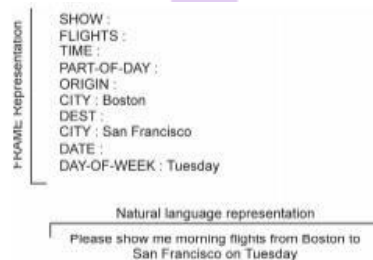 SHOW :
FLIGHTS :
TIME :
PART-OF-DAY :
ORIGIN :
CITY : Boston
DEST :
CITY : San Francisco
DATE :
DAY-OF-WEEK : Tuesday
FRAME Representation
Natural language representation
Please show me morning flights from Boston to
San Francisco on Tuesday